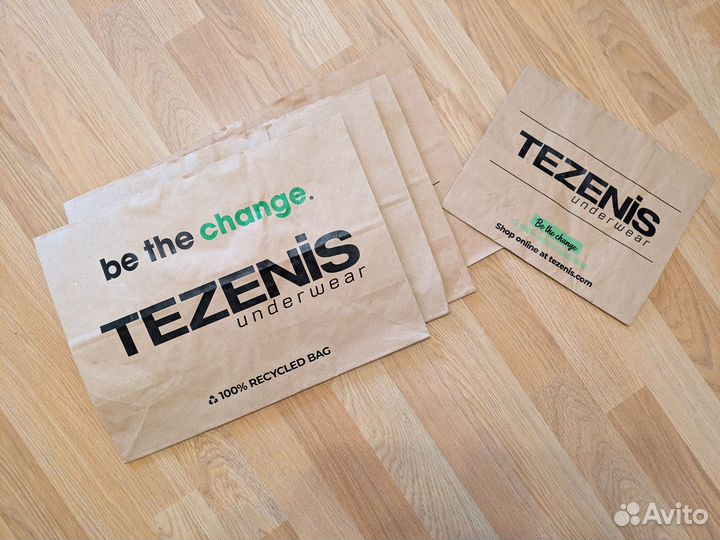 be the change.
TEZENiS
underwear
100% RECYCLED BAG
TEZENiS
underwear
Be the change
Shop online at tezenis.com
Avito